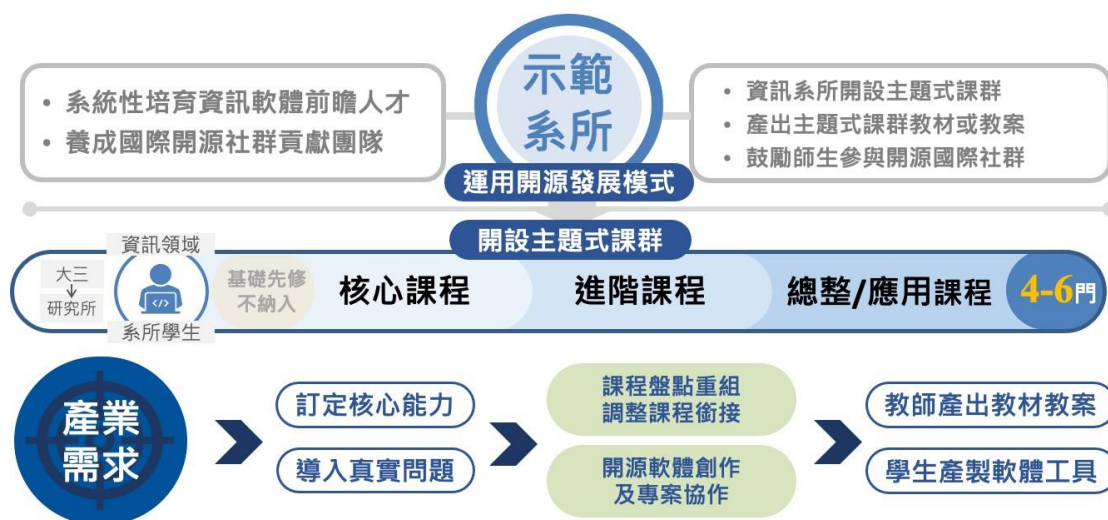 示範
系所
• 系統性培育資訊軟體前瞻人才
• 養成國際開源社群貢獻團隊
• 資訊系所開設主題式課群
• 產出主題式課群教材或教案
• 鼓勵師生參與開源國際社群
運用開源發展模式
開設主題式課群
資訊領域
大三
↓
研究所
</>
系所學生
基礎先修
不納入
核心課程
進階課程
總整/應用課程
4-6門
產業
需求
訂定核心能力
導入真實問題
課程盤點重組
調整課程銜接
開源軟體創作
及專案協作
教師產出教材教案
學生產製軟體工具